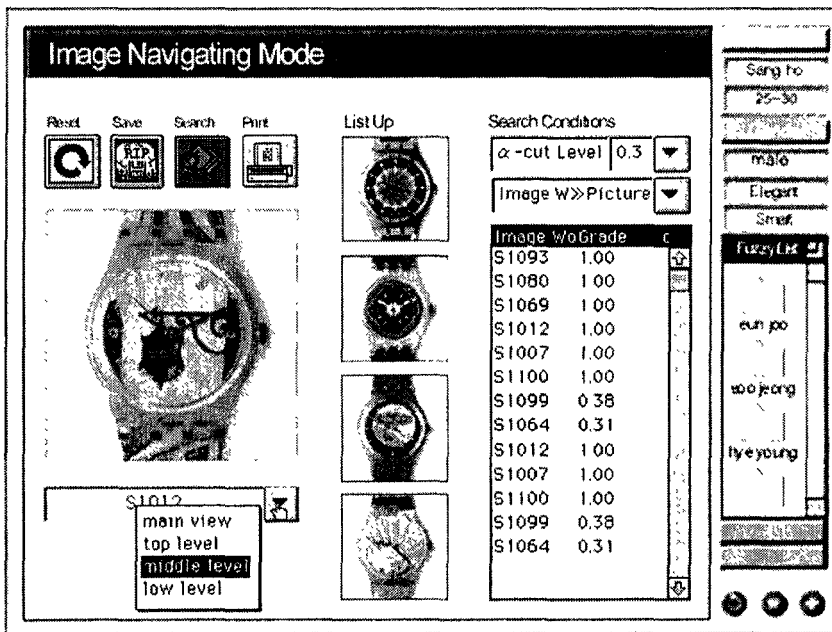 Image Navigating Mode
Reset Save Search Print
RIP
List Up
Search Conditions
α-cut Level 0.3
Image W≫Picture
Image WoGrade c
S1093 1.00
S1080 1.00
S1069 1.00
S1012 1.00
S1007 1.00
S1100 1.00
S1099 0.38
S1064 0.31
S1012 1.00
S1007 1.00
S1100 1.00
S1099 0.38
S1064 0.31
S1012
main view
top level
middle level
low level
Sang ho
25-30
male
Elegant
Smart
Fuzzy List
eun joo
woo jeong
hye young